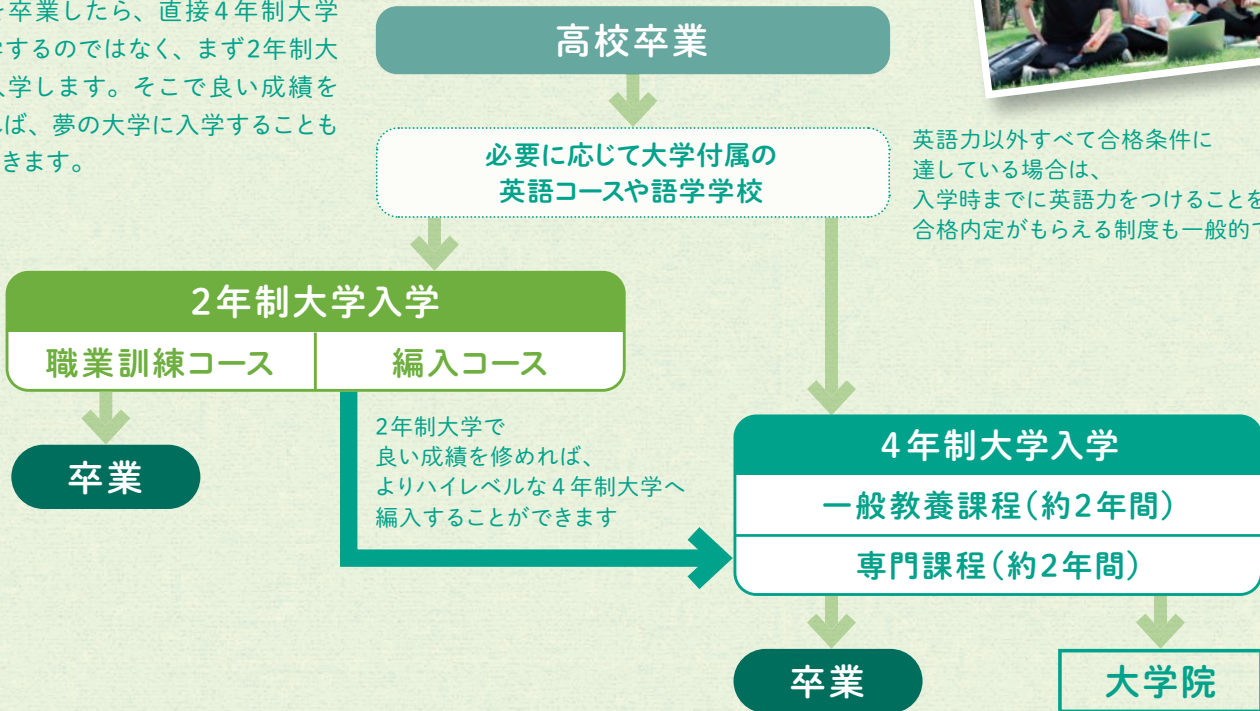 卒業したら、直接4年制大学
するのではなく、まず2年制大
学します。そこで良い成績を
ば、夢の大学に入学することも
きます。
高校卒業
必要に応じて大学付属の
英語コースや語学学校
英語力以外すべて合格条件に
達している場合は、
入学時までに英語力をつけることを
合格内定がもらえる制度も一般的で
2年制大学入学
職業訓練コース
編入コース
卒業
2年制大学で
良い成績を修めれば、
よりハイレベルな4年制大学へ
編入することができます
4年制大学入学
一般教養課程(約2年間)
専門課程(約2年間)
卒業
大学院